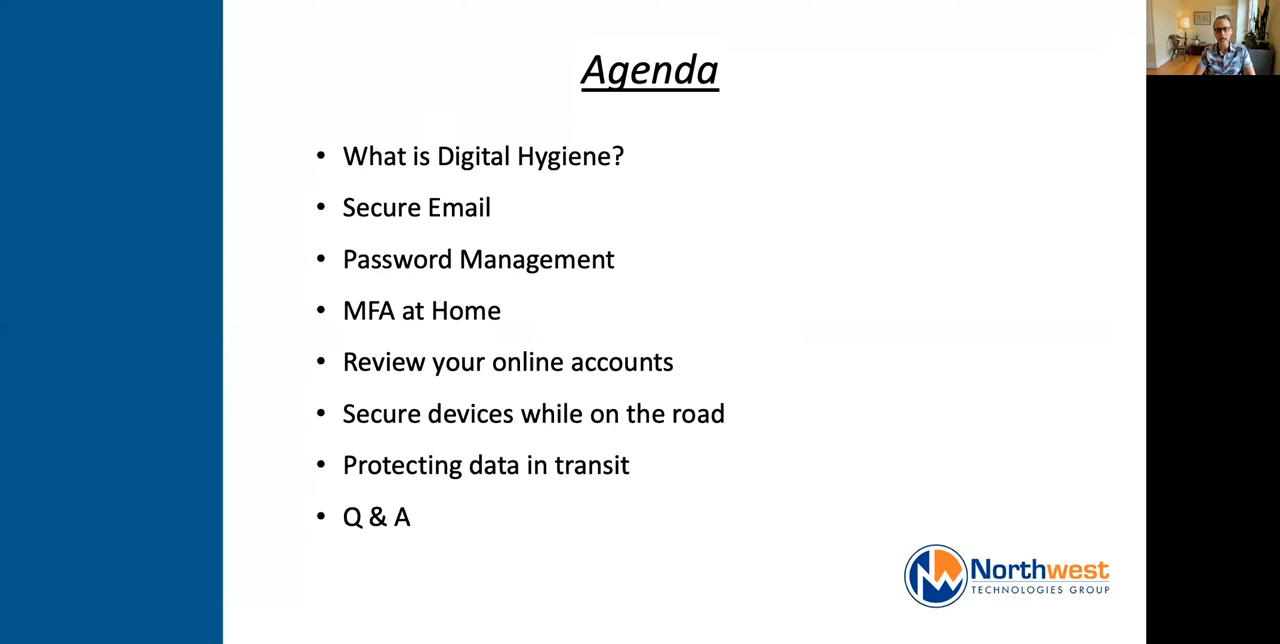 Agenda
• What is Digital Hygiene?
• Secure Email
• Password Management
• MFA at Home
• Review your online accounts
• Secure devices while on the road
• Protecting data in transit
• Q & A
NW Northwest
TECHNOLOGIES GROUP